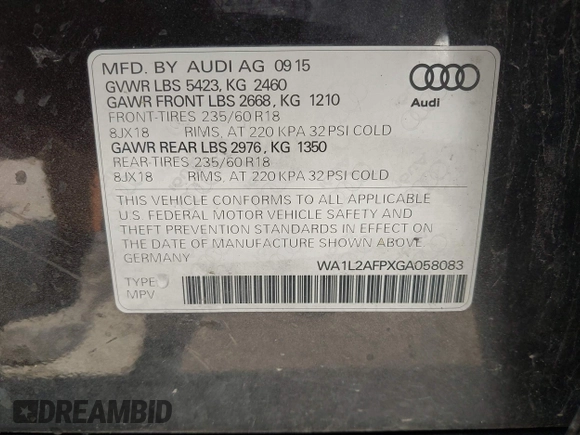 MFD. BY AUDI AG 09 15
GVWR LBS 5423, KG 2460
GAWR FRONT LBS 2668, KG 1210
FRONT-TIRES 235/60 R18
8JX18 RIMS, AT 220 KPA 32 PSI COLD
GAWR REAR LBS 2976, KG 1350
REAR-TIRES 235/60 R18
8JX18 RIMS, AT 220 KPA 32 PSI COLD
Audi
THIS VEHICLE CONFORMS TO ALL APPLICABLE
U.S. FEDERAL MOTOR VEHICLE SAFETY AND
THEFT PREVENTION STANDARDS IN EFFECT ON
THE DATE OF MANUFACTURE SHOWN ABOVE.
GERMANY
WA1L2AFPXGA058083
TYPE
MPV
DREAMBID